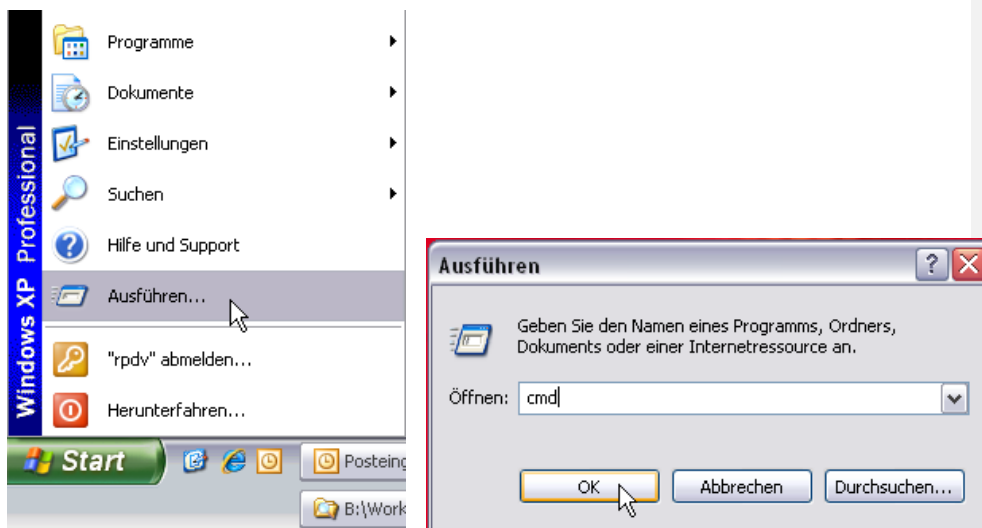 Windows XP Professional
Programme
Dokumente
Einstellungen
Suchen
Hilfe und Support
Ausführen...
"rpdv" abmelden...
Herunterfahren...
Start
Posteing
B:\Work
Ausführen
Geben Sie den Namen eines Programms, Ordners,
Dokuments oder einer Internetressource an.
Öffnen: cmd
OK Abbrechen Durchsuchen...